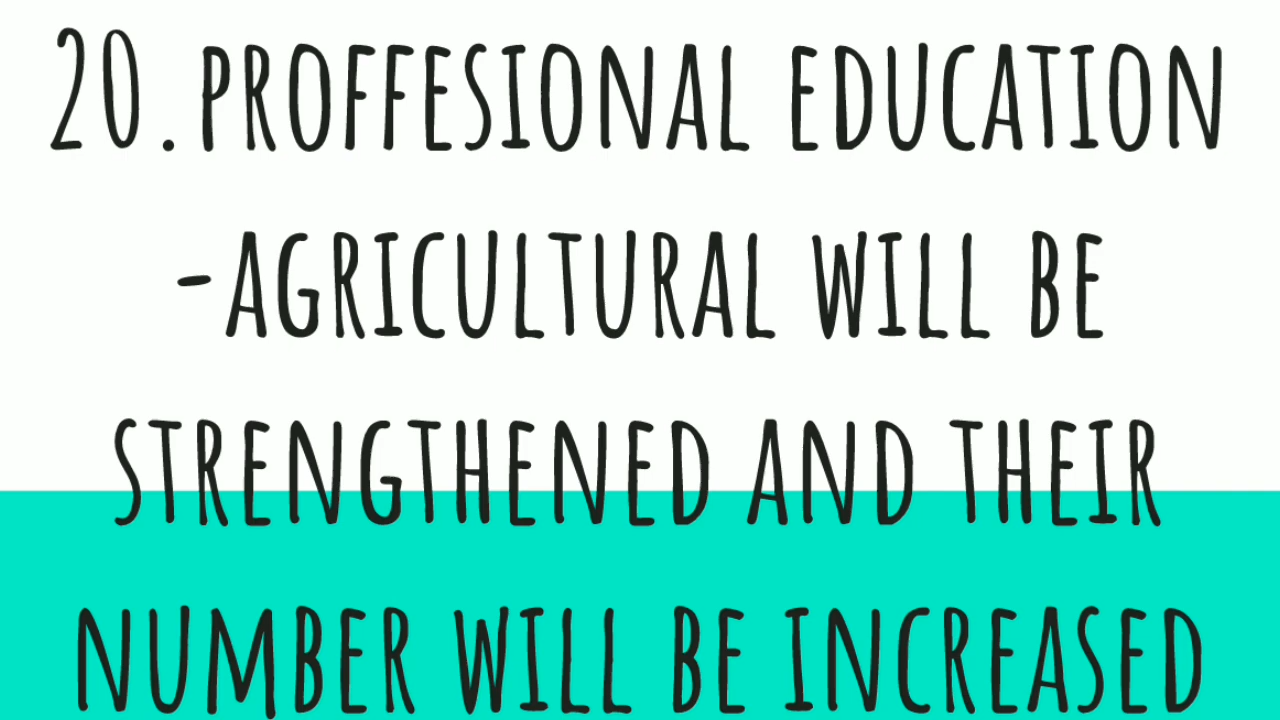 20. PROFFESIONAL EDUCATION
-AGRICULTURAL WILL BE
STRENGTHENED AND THEIR
NUMBER WILL BE INCREASED